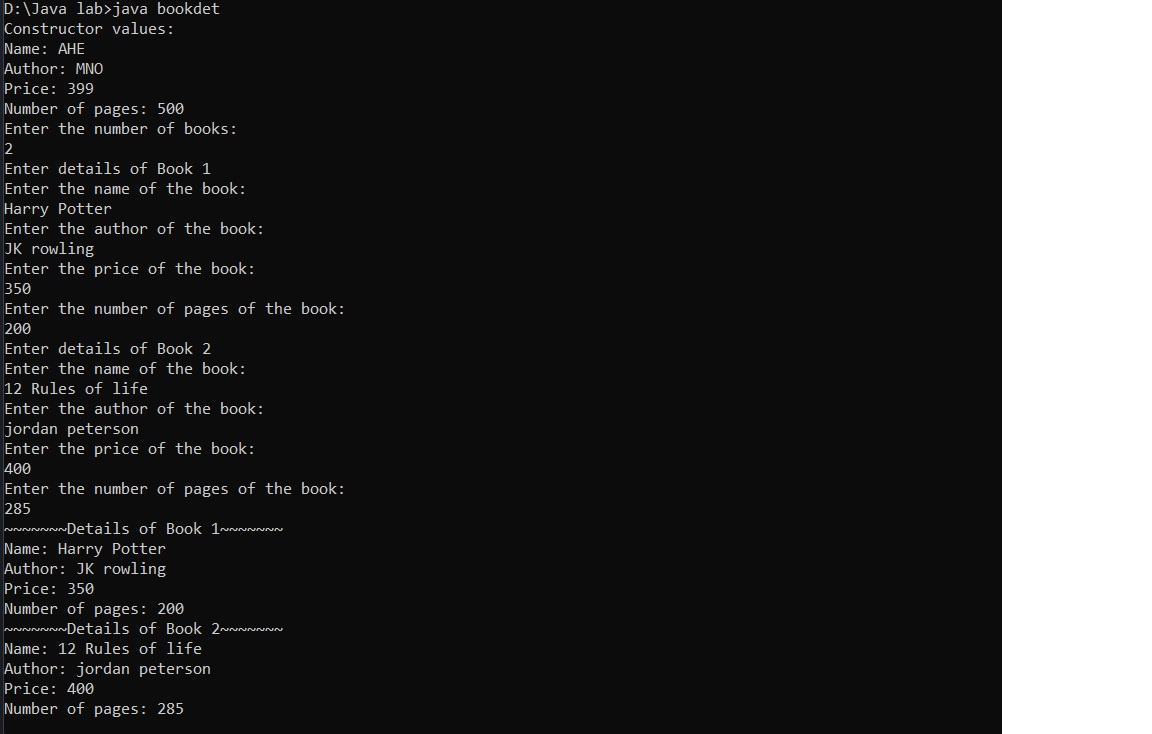 D:\Java lab>java bookdet
Constructor values:
Name: AHE
Author: MNO
Price: 399
Number of pages: 500
Enter the number of books:
2
Enter details of Book 1
Enter the name of the book:
Harry Potter
Enter the author of the book:
JK rowling
Enter the price of the book:
350
Enter the number of pages of the book:
200
Enter details of Book 2
Enter the name of the book:
12 Rules of life
Enter the author of the book:
jordan peterson
Enter the price of the book:
400
Enter the number of pages of the book:
285
~~~~~~~Details of Book 1~~~~~~~
Name: Harry Potter
Author: JK rowling
Price: 350
Number of pages: 200
~~~~~~~Details of Book 2~~~~~~~
Name: 12 Rules of life
Author: jordan peterson
Price: 400
Number of pages: 285